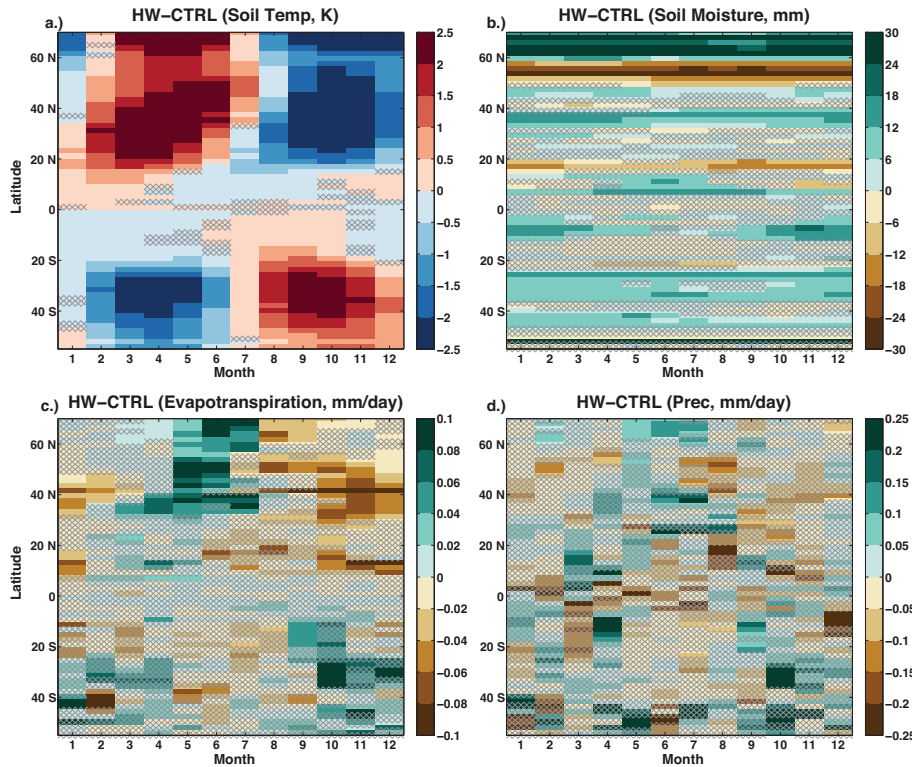 a.) HW−CTRL (Soil Temp, K)
60 N
40 N
20 N
0
20 S
40 S
Latitude
1 2 3 4 5 6 7 8 9 10 11 12
Month
2.5
2
1.5
1
0.5
0
−0.5
−1
−1.5
−2
−2.5
b.) HW−CTRL (Soil Moisture, mm)
60 N
40 N
20 N
0
20 S
40 S
1 2 3 4 5 6 7 8 9 10 11 12
Month
30
24
18
12
6
0
−6
−12
−18
−24
−30
c.) HW−CTRL (Evapotranspiration, mm/day)
60 N
40 N
20 N
0
20 S
40 S
Latitude
1 2 3 4 5 6 7 8 9 10 11 12
Month
0.1
0.08
0.06
0.04
0.02
0
−0.02
−0.04
−0.06
−0.08
−0.1
d.) HW−CTRL (Prec, mm/day)
60 N
40 N
20 N
0
20 S
40 S
1 2 3 4 5 6 7 8 9 10 11 12
Month
0.25
0.2
0.15
0.1
0.05
0
−0.05
−0.1
−0.15
−0.2
−0.25